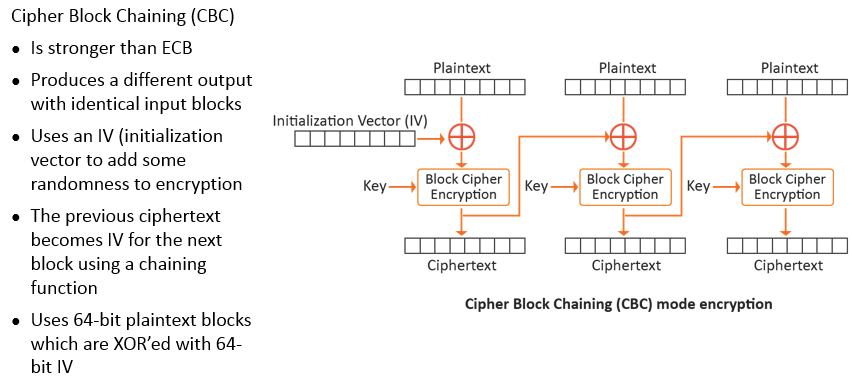 Cipher Block Chaining (CBC)
• Is stronger than ECB
• Produces a different output
with identical input blocks
• Uses an IV (initialization
vector to add some
randomness to encryption
• The previous ciphertext
becomes IV for the next
block using a chaining
function
• Uses 64-bit plaintext blocks
which are XOR’ed with 64-
bit IV
Plaintext
Plaintext
Plaintext
Initialization Vector (IV)
Key
Block Cipher
Encryption
Key
Block Cipher
Encryption
Key
Block Cipher
Encryption
Ciphertext
Ciphertext
Ciphertext
Cipher Block Chaining (CBC) mode encryption